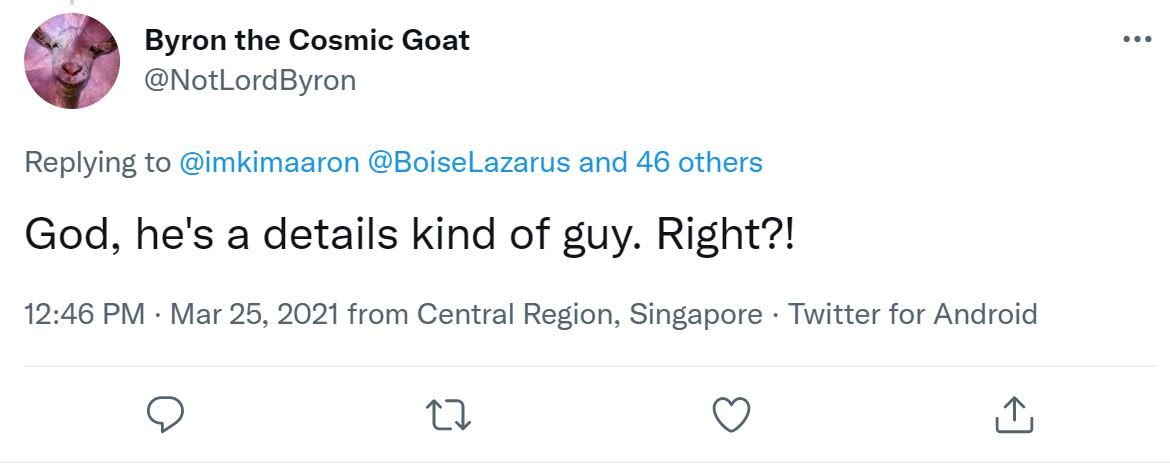 Byron the Cosmic Goat
@NotLordByron
Replying to @imkimaaron @BoiseLazarus and 46 others
God, he's a details kind of guy. Right?!
12:46 PM · Mar 25, 2021 from Central Region, Singapore · Twitter for Android